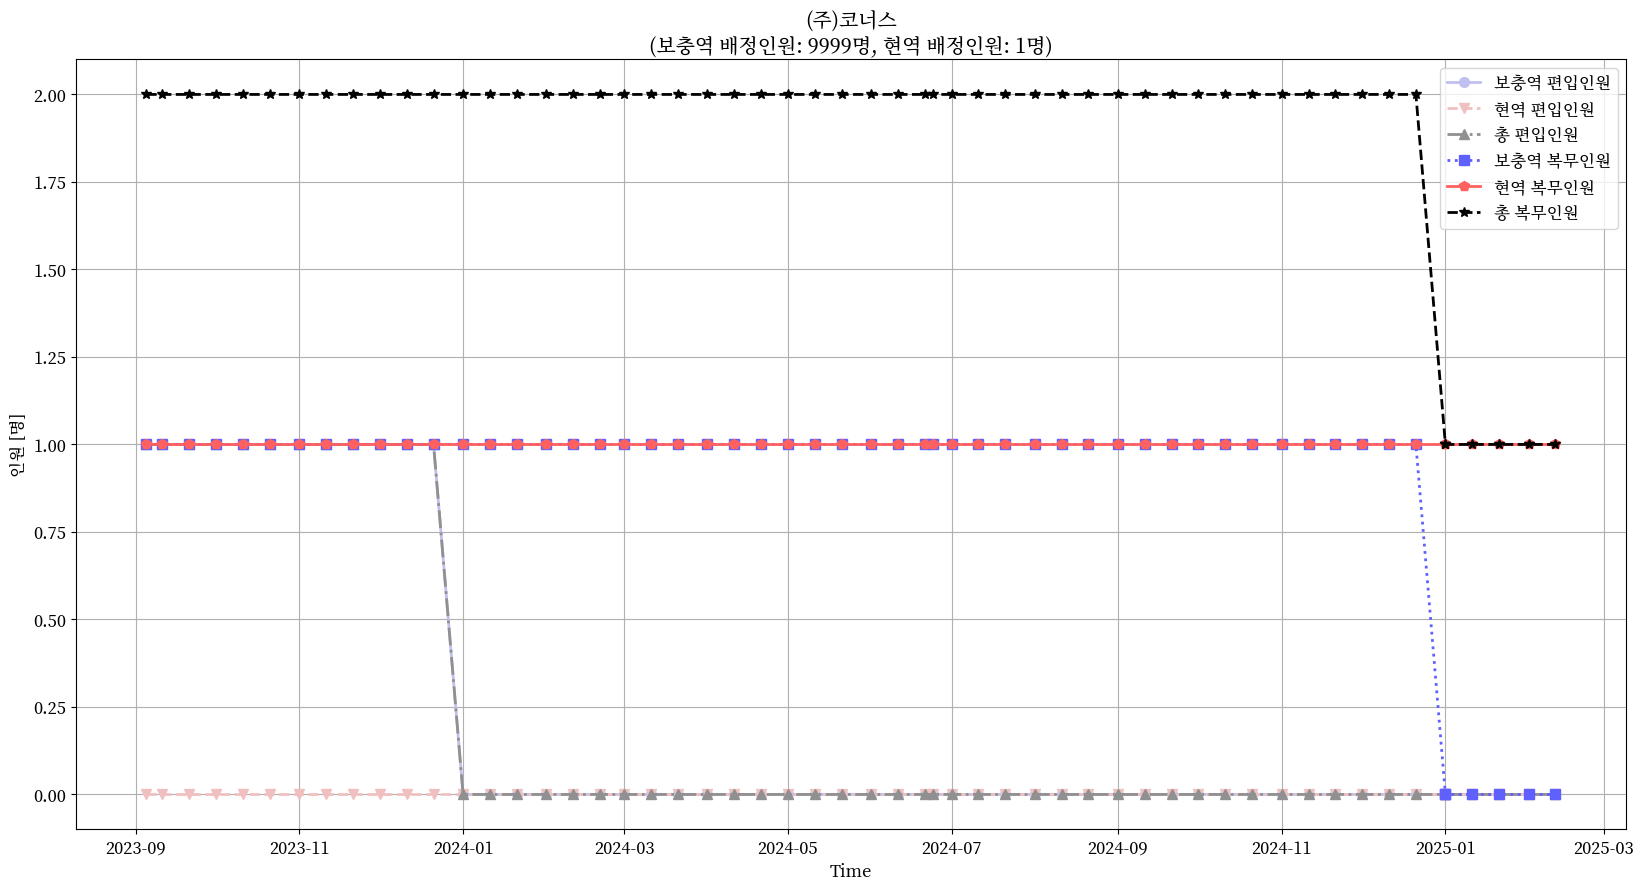 (주)코너스
(보충역 배정인원: 9999명, 현역 배정인원: 1명)
보충역 편입인원
현역 편입인원
총 편입인원
보충역 복무인원
현역 복무인원
총 복무인원
인원 [명]
2.00
1.75
1.50
1.25
1.00
0.75
0.50
0.25
0.00
2023-09
2023-11
2024-01
2024-03
2024-05
2024-07
2024-09
2024-11
2025-01
2025-03
Time